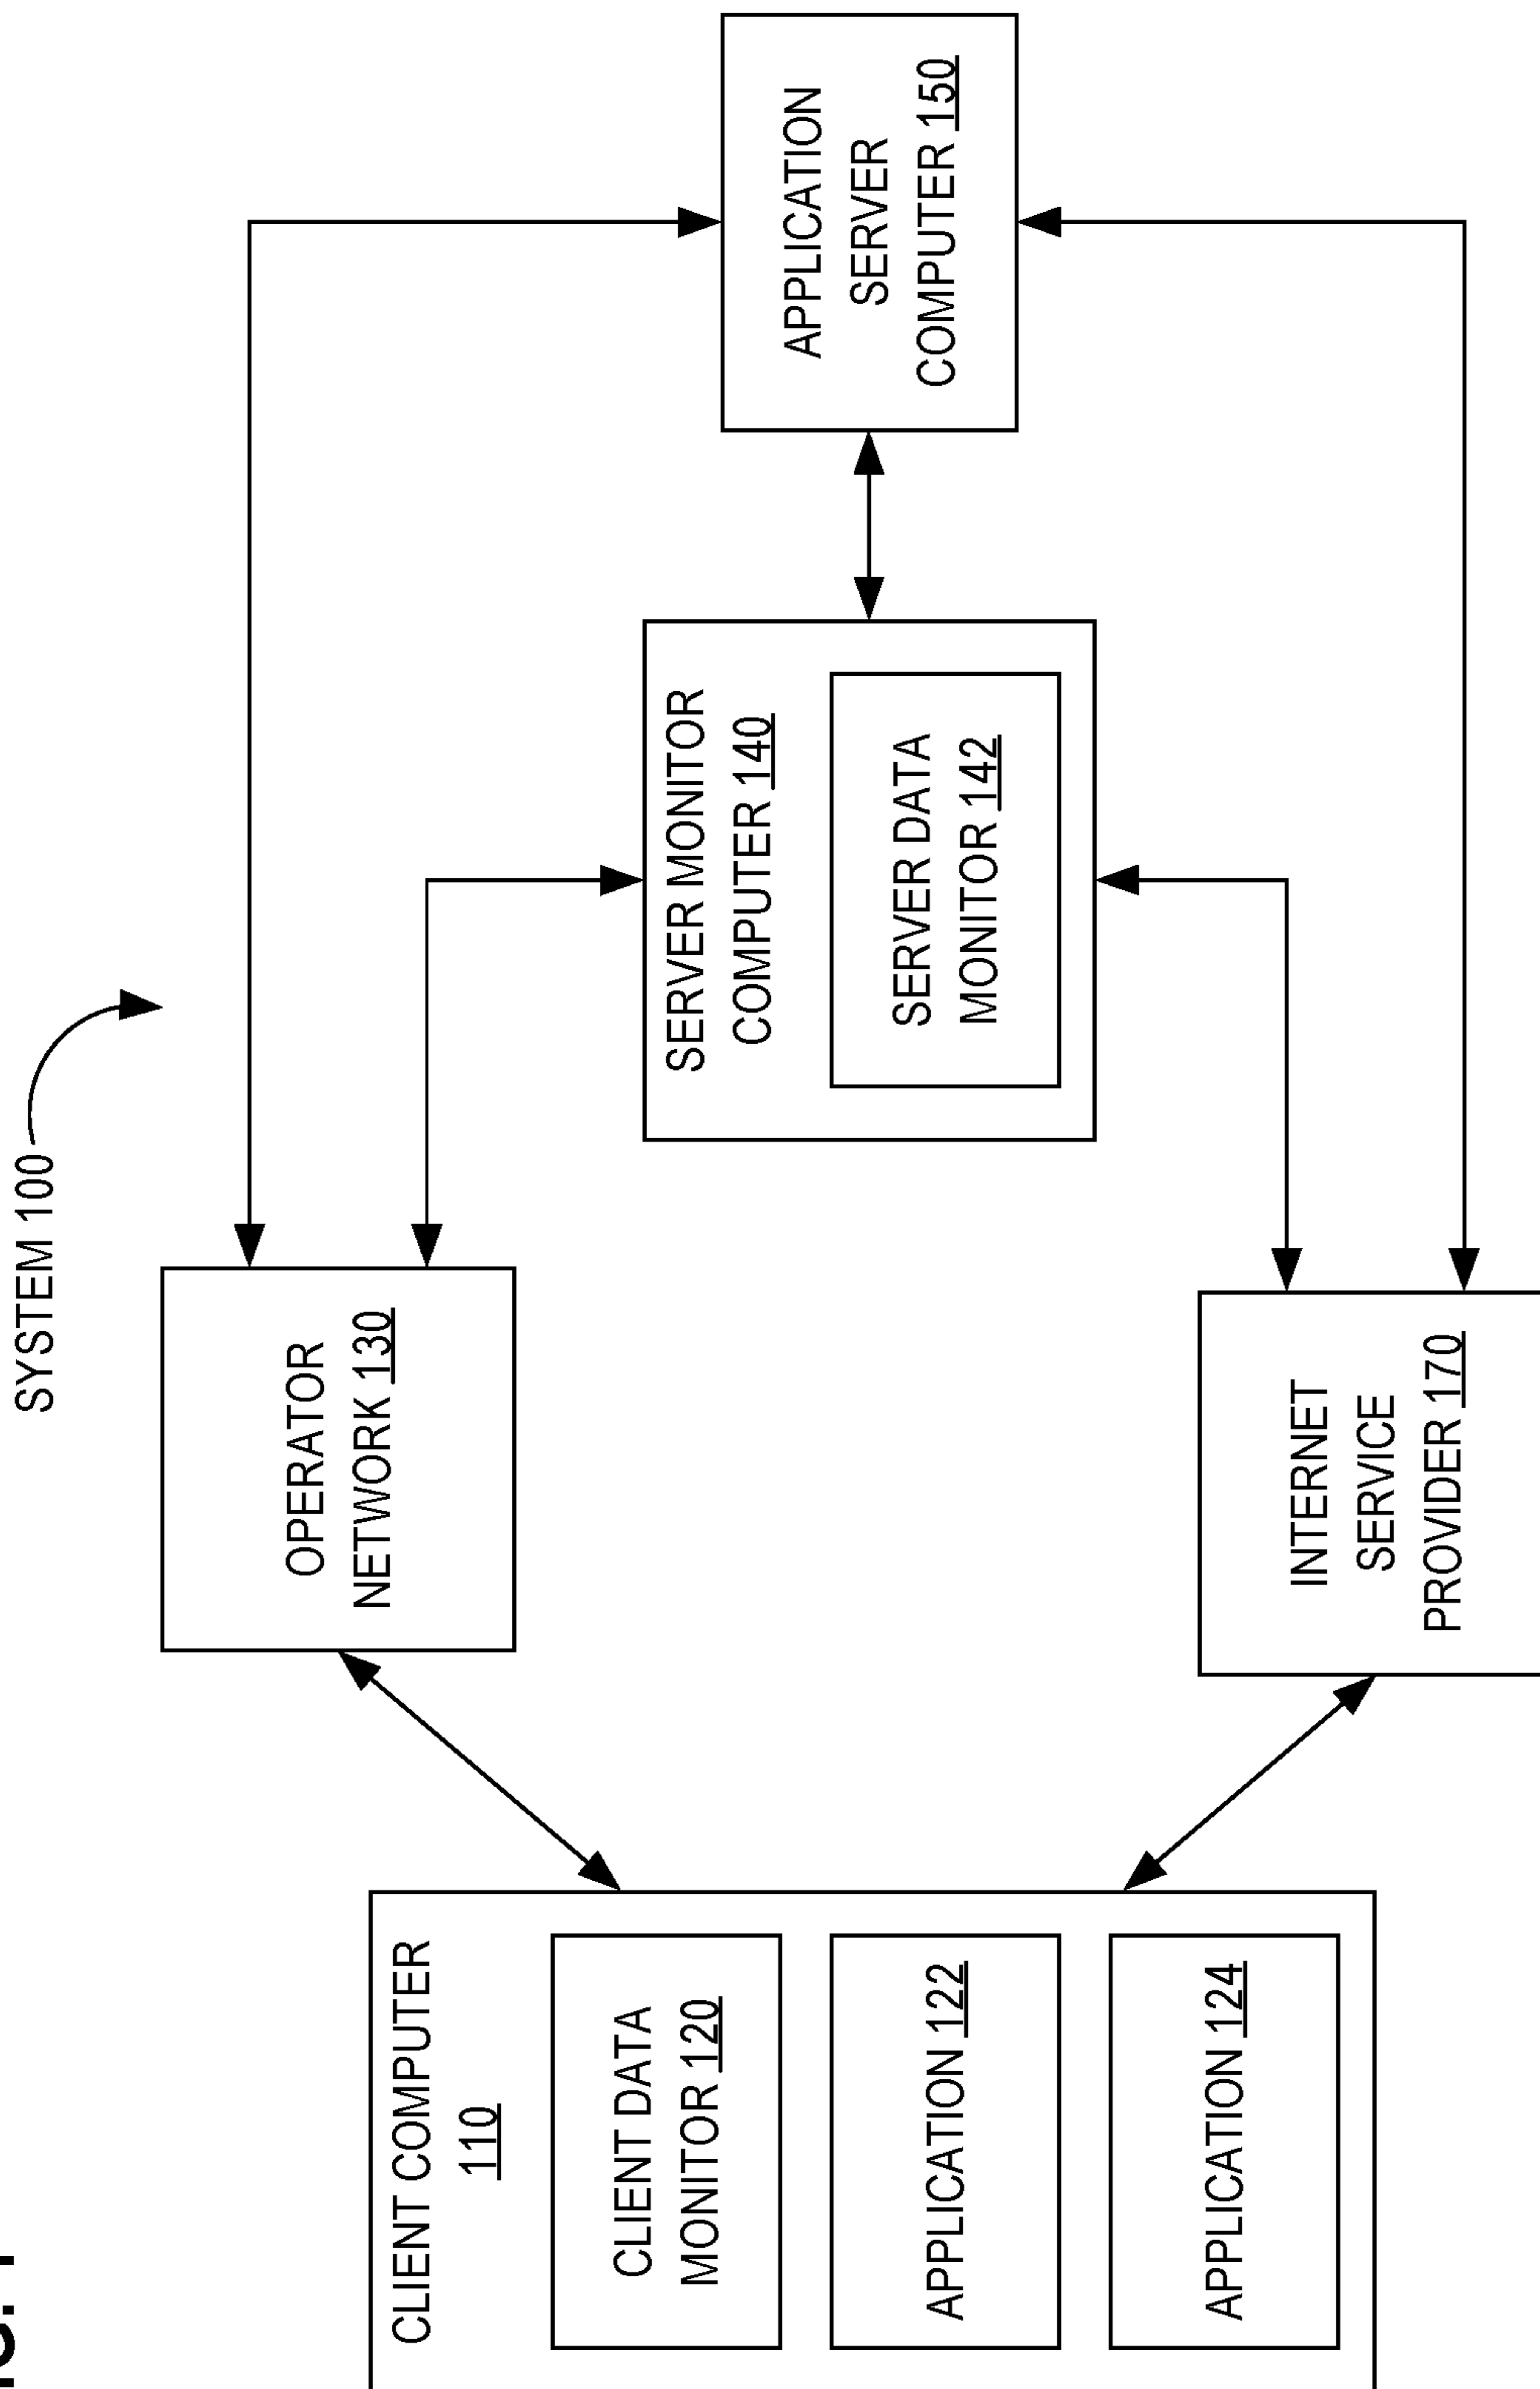 SYSTEM 100
OPERATOR
NETWORK 130
CLIENT COMPUTER
110
CLIENT DATA
MONITOR 120
APPLICATION 122
APPLICATION 124
SERVER MONITOR
COMPUTER 140
SERVER DATA
MONITOR 142
APPLICATION
SERVER
COMPUTER 150
INTERNET
SERVICE
PROVIDER 170